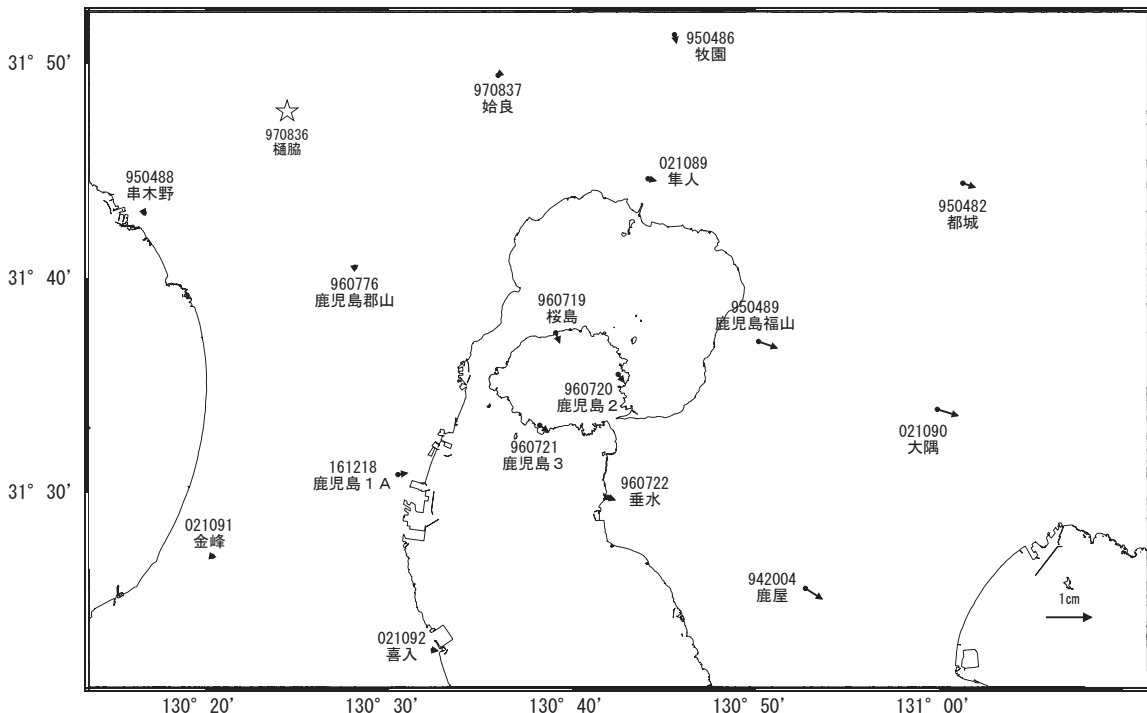 31° 50′
31° 40′
31° 30′
950486
牧園
970837
姶良
970836
樋脇
950488
串木野
021089
隼人
950482
都城
960776
鹿児島郡山
960719
桜島
950489
鹿児島福山
960720
鹿児島２
021090
大隅
960721
鹿児島３
161218
鹿児島１Ａ
960722
垂水
021091
金峰
942004
鹿屋
1cm
021092
喜入
130° 20′
130° 30′
130° 40′
130° 50′
131° 00′